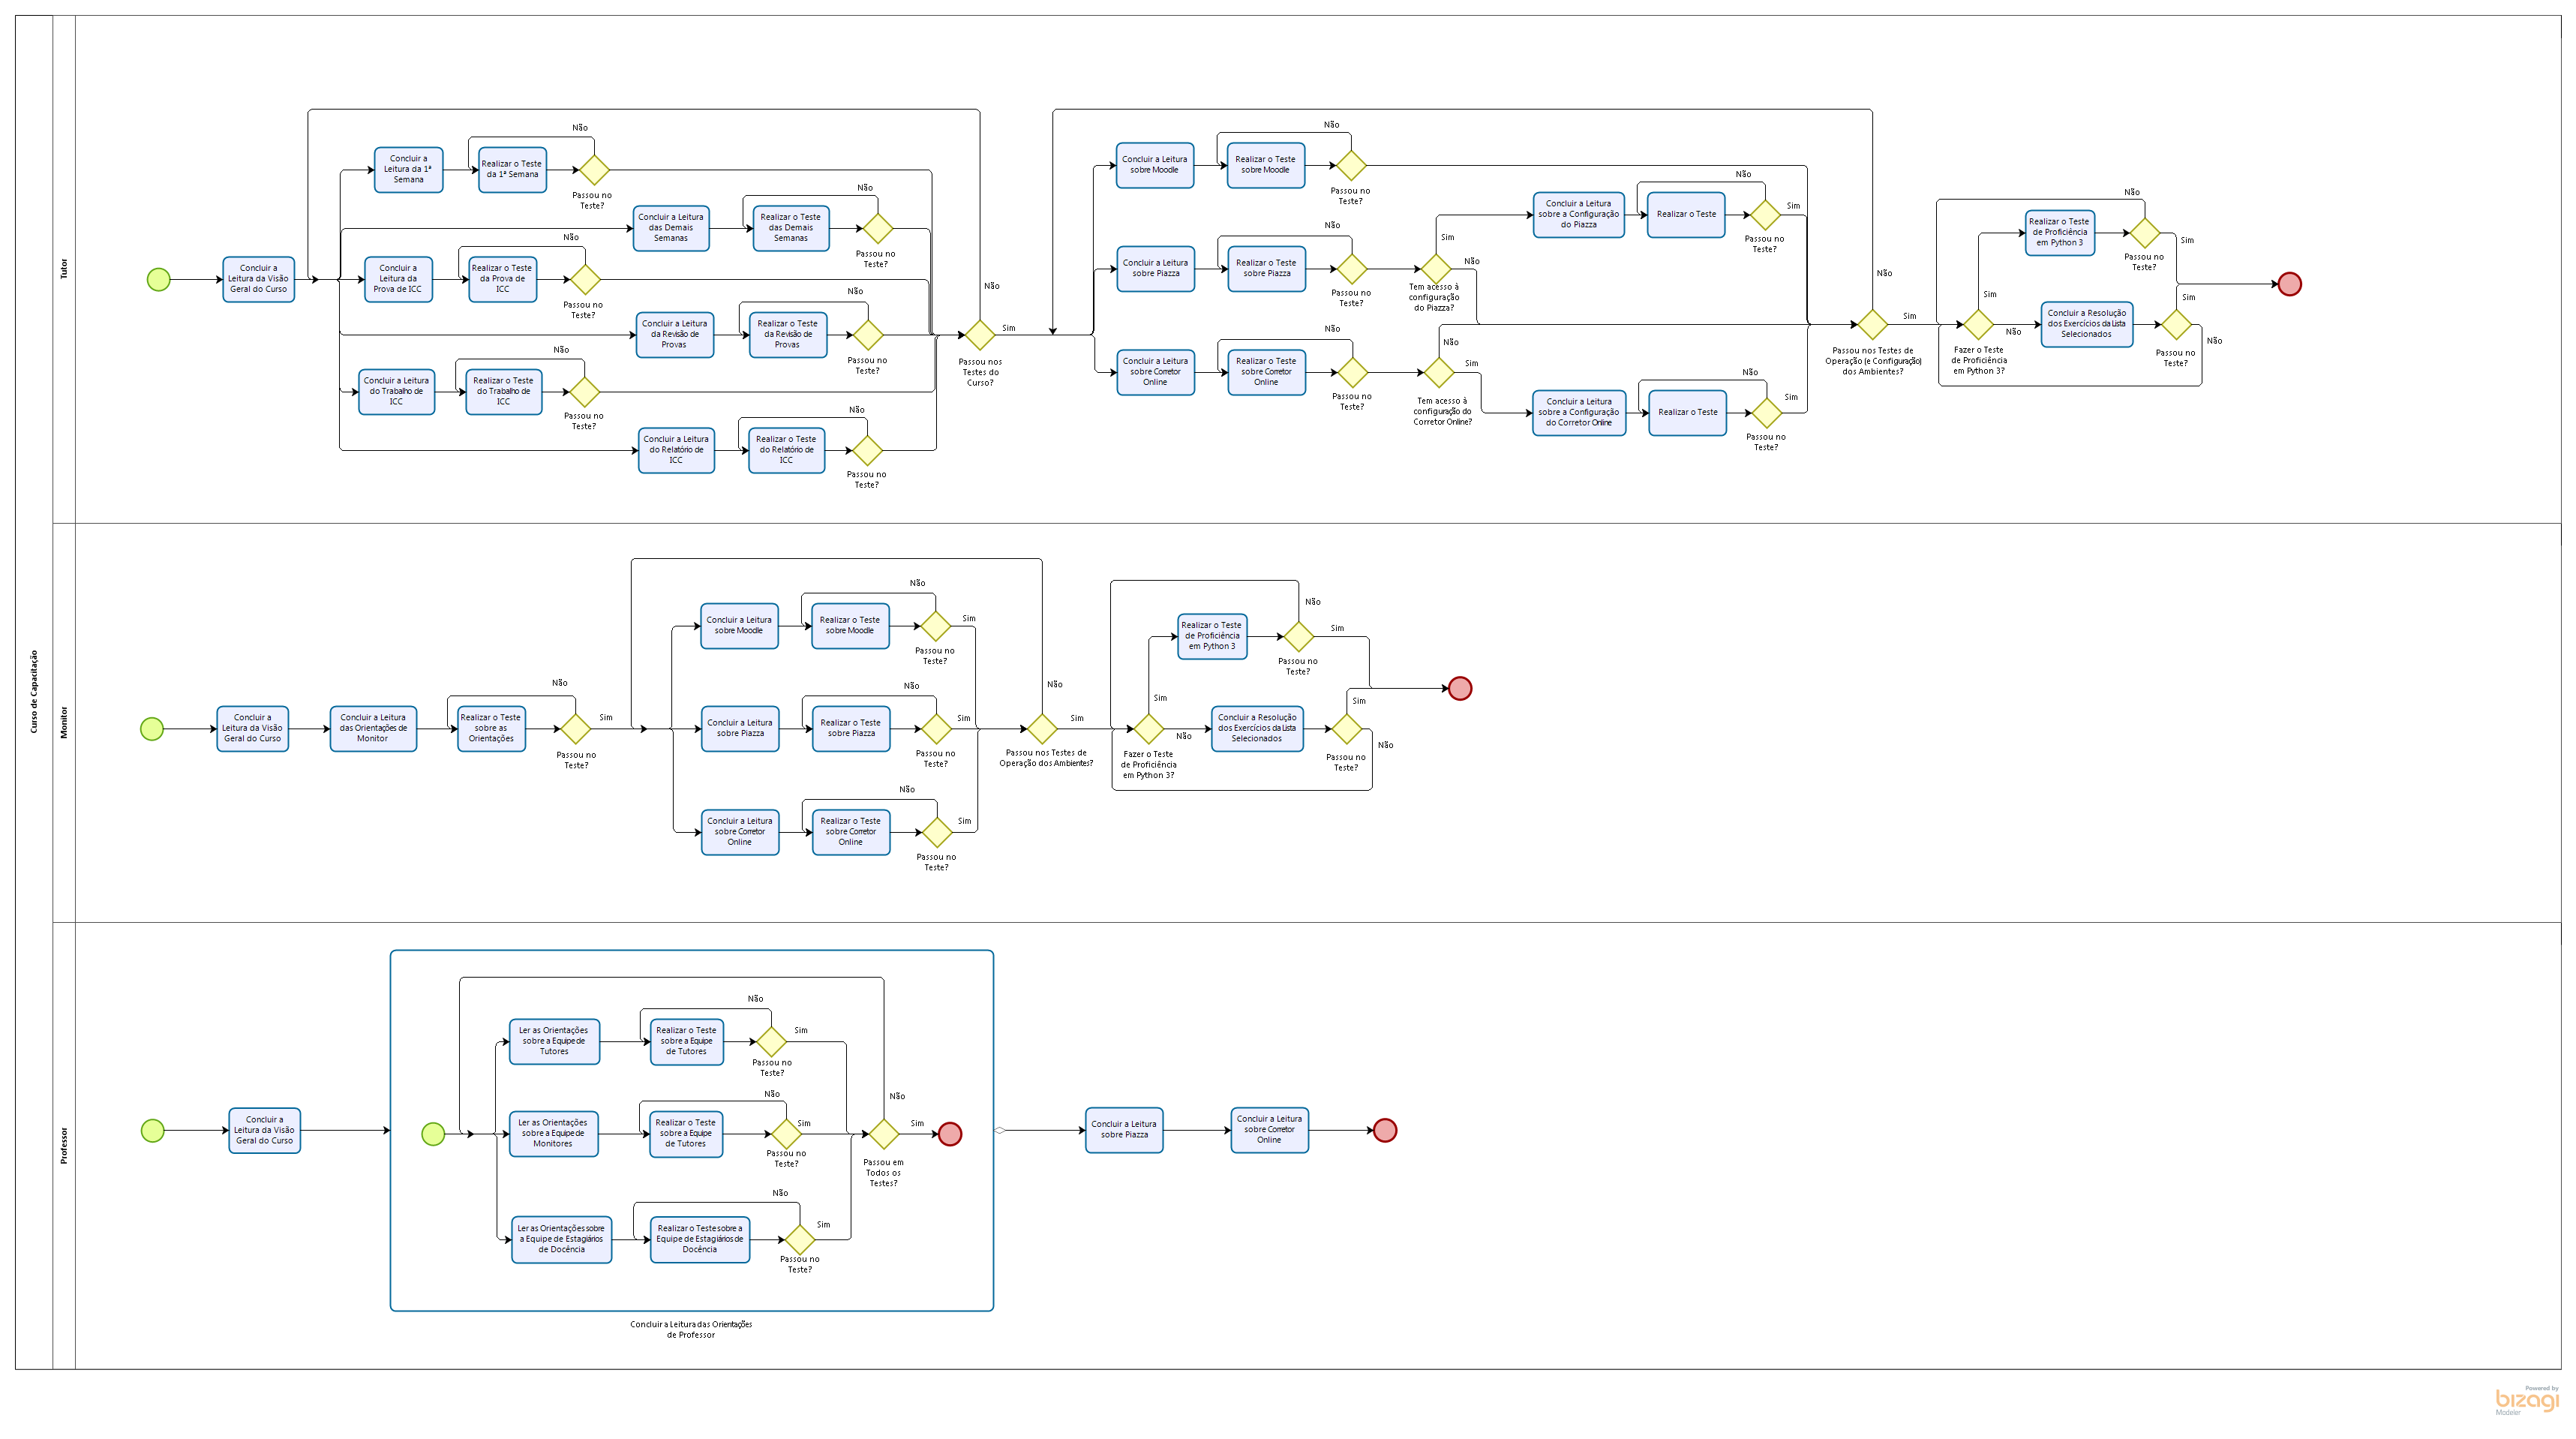 Curso de Capacitação
Tutor
Concluir a
Leitura da Visão
Geral do Curso
Concluir a
Leitura da 1ª
Semana
Realizar o Teste
da 1ª Semana
Não
Passou no
Teste?
Concluir a Leitura
das Demais
Semanas
Realizar o Teste
das Demais
Semanas
Não
Passou no
Teste?
Concluir a
Leitura da
Prova de ICC
Realizar o Teste
da Prova de
ICC
Não
Passou no
Teste?
Concluir a Leitura
da Revisão de
Provas
Realizar o Teste
da Revisão de
Provas
Não
Passou no
Teste?
Concluir a Leitura
do Trabalho de
ICC
Realizar o Teste
do Trabalho de
ICC
Não
Passou no
Teste?
Concluir a Leitura
do Relatório de
ICC
Realizar o Teste
do Relatório de
ICC
Não
Passou no
Teste?
Não
Sim
Passou nos
Testes do
Curso?
Concluir a Leitura
sobre Moodle
Realizar o Teste
sobre Moodle
Não
Passou no
Teste?
Concluir a Leitura
sobre Piazza
Realizar o Teste
sobre Piazza
Não
Passou no
Teste?
Sim
Não
Tem acesso à
configuração
do Piazza?
Concluir a Leitura
sobre a Configuração
do Piazza
Realizar o Teste
Não
Sim
Passou no
Teste?
Concluir a Leitura
sobre Corretor
Online
Realizar o Teste
sobre Corretor
Online
Não
Passou no
Teste?
Não
Sim
Tem acesso à
configuração do
Corretor Online?
Concluir a Leitura
sobre a Configuração
do Corretor Online
Realizar o Teste
Não
Sim
Passou no
Teste?
Não
Sim
Passou nos Testes de
Operação (e Configuração)
dos Ambientes?
Sim
Não
Fazer o Teste
de Proficiência
em Python 3?
Realizar o Teste
de Proficiência
em Python 3
Não
Sim
Passou no
Teste?
Concluir a Resolução
dos Exercícios da Lista
Selecionados
Sim
Não
Passou no
Teste?
Monitor
Concluir a
Leitura da Visão
Geral do Curso
Concluir a Leitura
das Orientações de
Monitor
Realizar o Teste
sobre as
Orientações
Não
Sim
Passou no
Teste?
Concluir a Leitura
sobre Moodle
Realizar o Teste
sobre Moodle
Não
Sim
Passou no
Teste?
Concluir a Leitura
sobre Piazza
Realizar o Teste
sobre Piazza
Não
Sim
Passou no
Teste?
Concluir a Leitura
sobre Corretor
Online
Realizar o Teste
sobre Corretor
Online
Não
Sim
Passou no
Teste?
Não
Sim
Passou nos Testes de
Operação dos Ambientes?
Sim
Não
Fazer o Teste
de Proficiência
em Python 3?
Realizar o Teste
de Proficiência
em Python 3
Não
Sim
Passou no
Teste?
Concluir a Resolução
dos Exercícios da Lista
Selecionados
Sim
Não
Passou no
Teste?
Professor
Concluir a
Leitura da Visão
Geral do Curso
Ler as Orientações
sobre a Equipe de
Tutores
Realizar o Teste
sobre a Equipe
de Tutores
Não
Sim
Passou no
Teste?
Ler as Orientações
sobre a Equipe de
Monitores
Realizar o Teste
sobre a Equipe
de Tutores
Não
Sim
Passou no
Teste?
Ler as Orientações sobre
a Equipe de Estagiários
de Docência
Realizar o Teste sobre a
Equipe de Estagiários de
Docência
Não
Sim
Passou no
Teste?
Não
Sim
Passou em
Todos os
Testes?
Concluir a Leitura das Orientações
de Professor
Concluir a Leitura
sobre Piazza
Concluir a Leitura
sobre Corretor
Online
Powered by
bizagi
Modeler